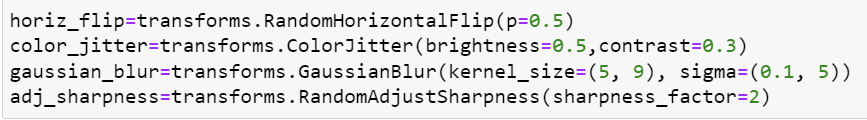 horiz_flip=transforms.RandomHorizontalFlip(p=0.5)
color_jitter=transforms.ColorJitter(brightness=0.5,contrast=0.3)
gaussian_blur=transforms.GaussianBlur(kernel_size=(5, 9), sigma=(0.1, 5))
adj_sharpness=transforms.RandomAdjustSharpness(sharpness_factor=2)